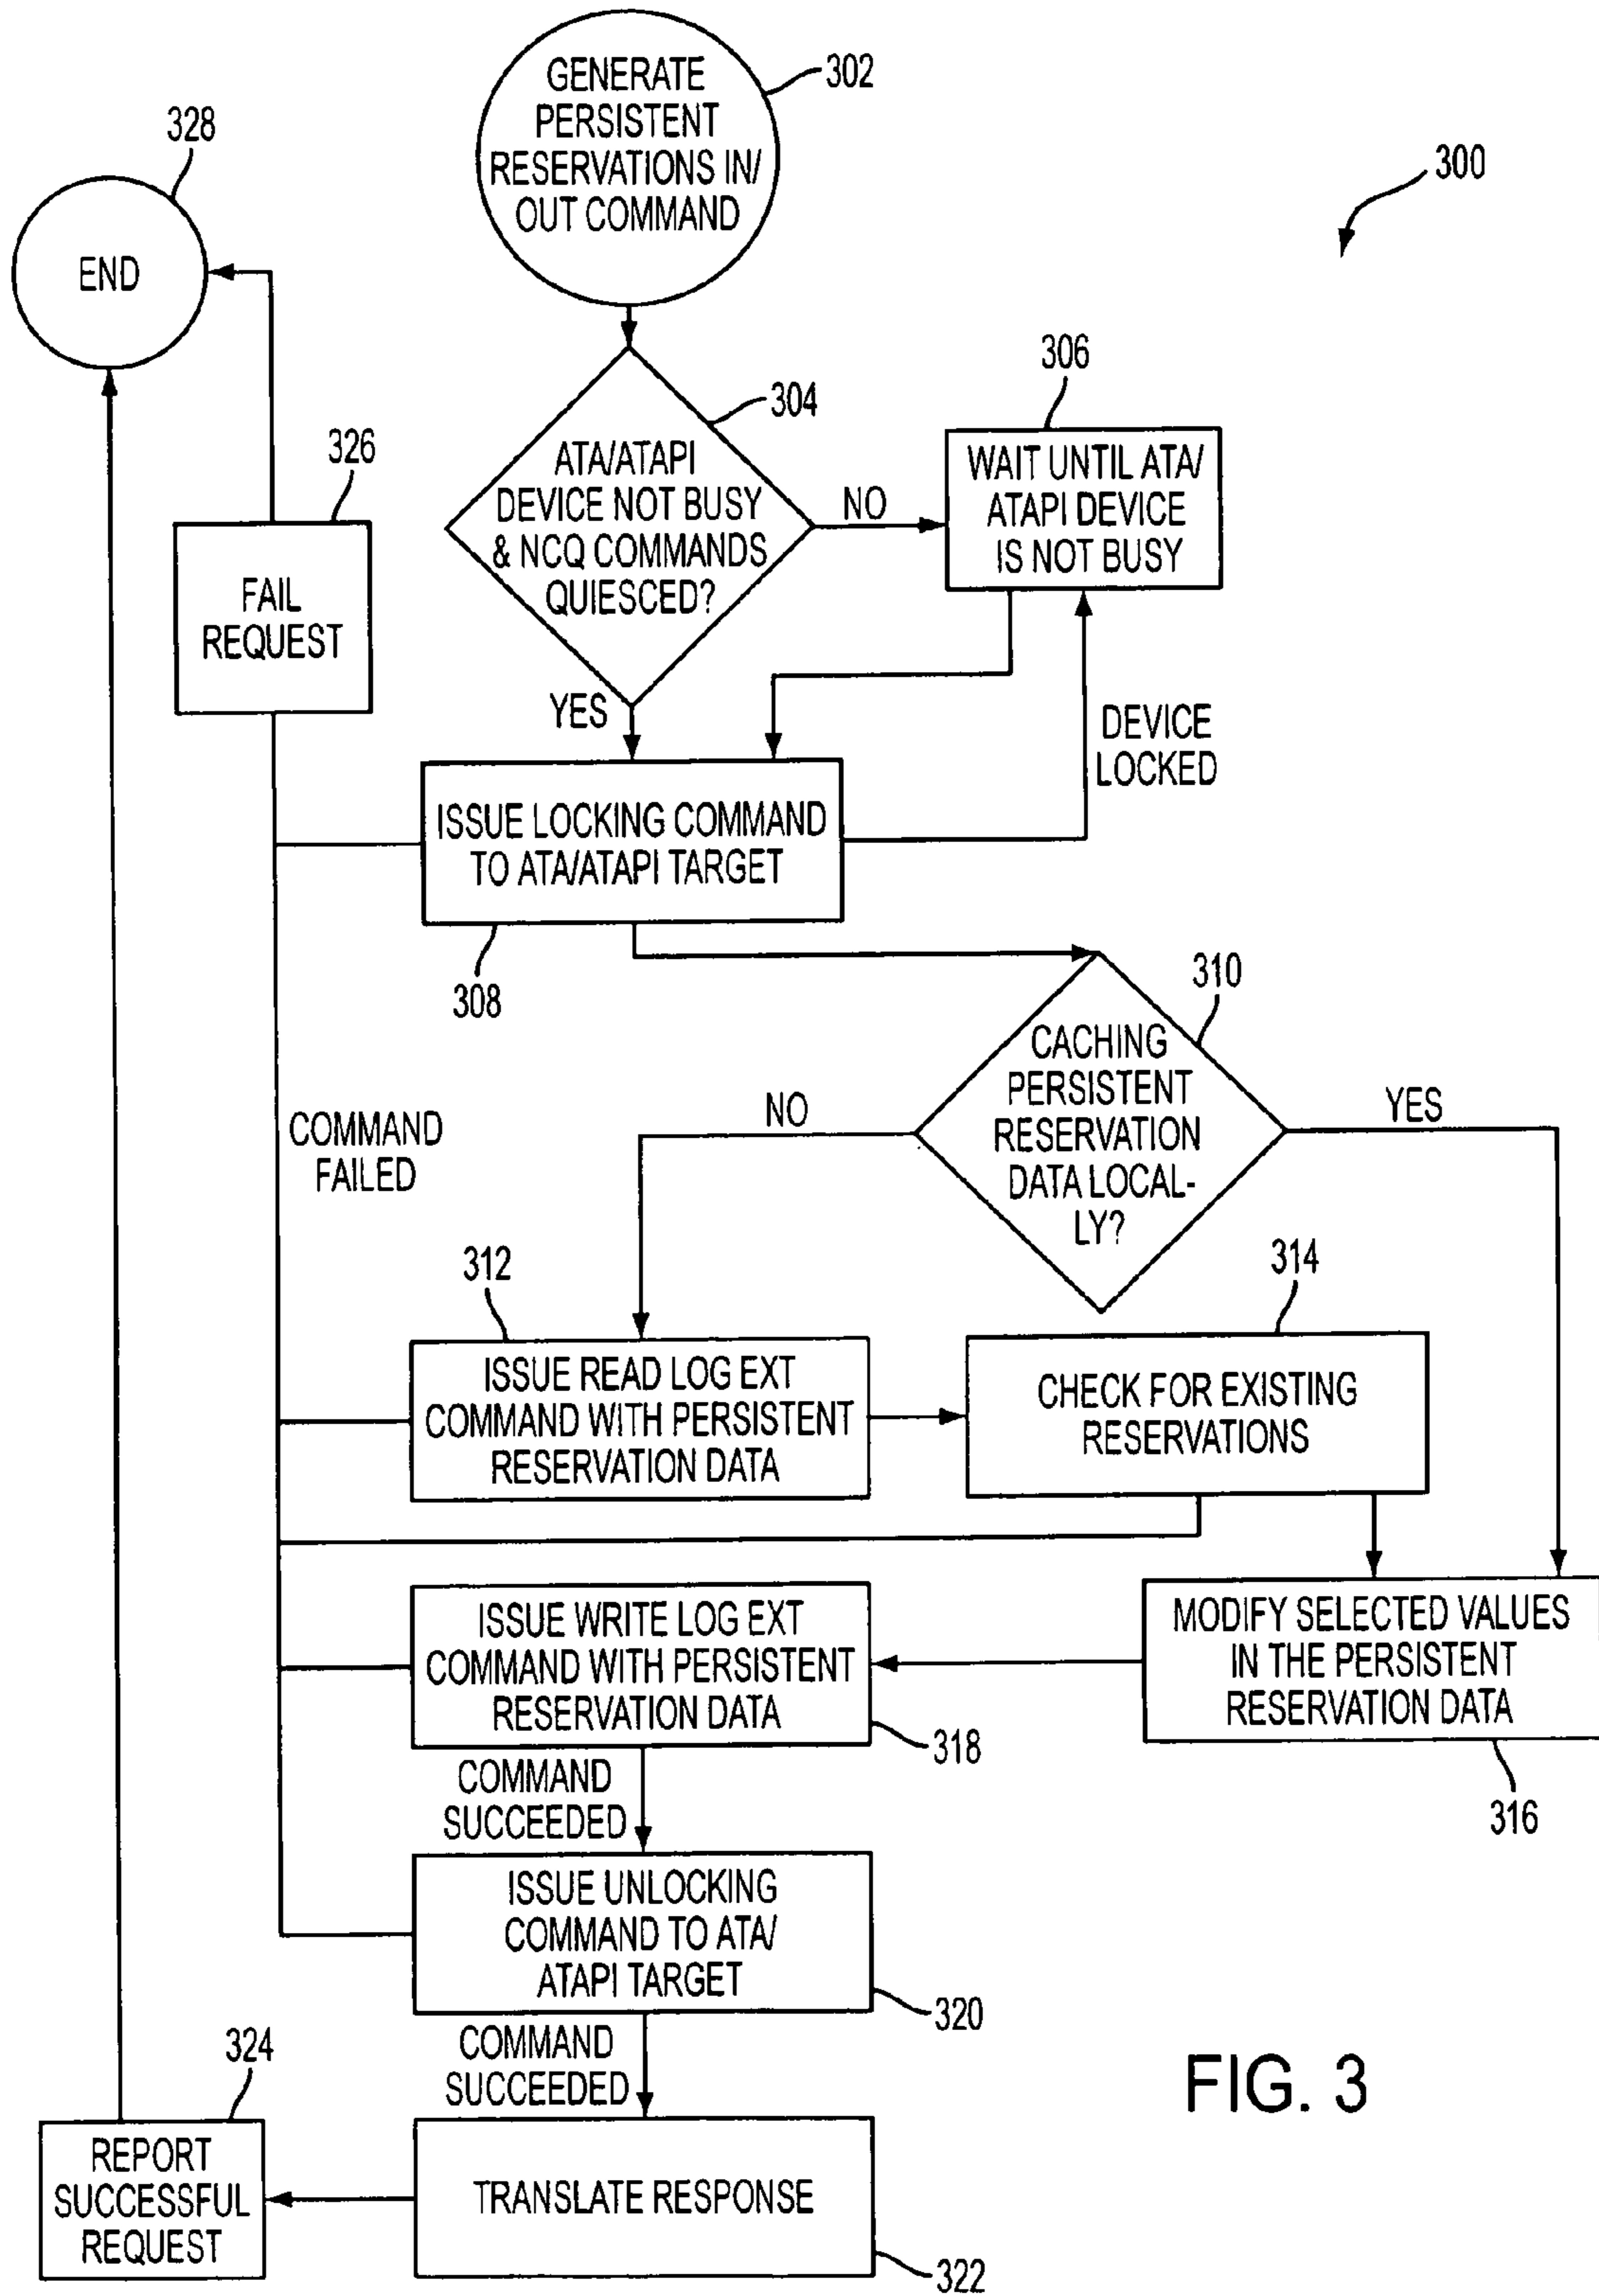 GENERATE
PERSISTENT
RESERVATIONS IN/
OUT COMMAND
302
328
END
300
304
ATA/ATAPI
DEVICE NOT BUSY
& NCQ COMMANDS
QUIESCED?
NO
YES
306
WAIT UNTIL ATA/
ATAPI DEVICE
IS NOT BUSY
326
FAIL
REQUEST
DEVICE
LOCKED
ISSUE LOCKING COMMAND
TO ATA/ATAPI TARGET
308
310
CACHING
PERSISTENT
RESERVATION
DATA LOCAL-
LY?
NO
YES
COMMAND
FAILED
312
ISSUE READ LOG EXT
COMMAND WITH PERSISTENT
RESERVATION DATA
314
CHECK FOR EXISTING
RESERVATIONS
MODIFY SELECTED VALUES
IN THE PERSISTENT
RESERVATION DATA
316
ISSUE WRITE LOG EXT
COMMAND WITH PERSISTENT
RESERVATION DATA
318
COMMAND
SUCCEEDED
ISSUE UNLOCKING
COMMAND TO ATA/
ATAPI TARGET
320
COMMAND
SUCCEEDED
TRANSLATE RESPONSE
322
324
REPORT
SUCCESSFUL
REQUEST
FIG. 3